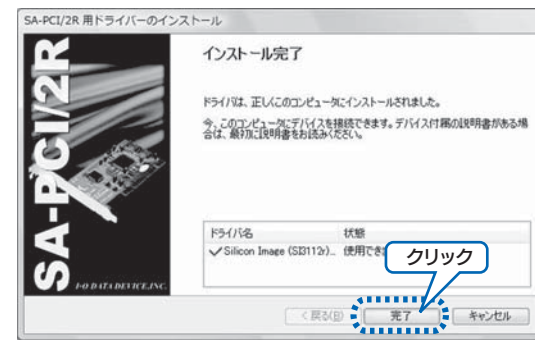 SA-PCI/2R 用ドライバーのインストール
SA-PCI/2R
I-O DATA DEVICE, INC.
インストール完了
ドライバは、正しくこのコンピュータにインストールされました。
今、このコンピュータにデバイスを接続できます。デバイス付属の説明書がある場
合は、最初に説明書をお読みください。
ドライバ名 状態
✓Silicon Image (SI3112r)... 使用でき
クリック
< 戻る(B) 完了 キャンセル